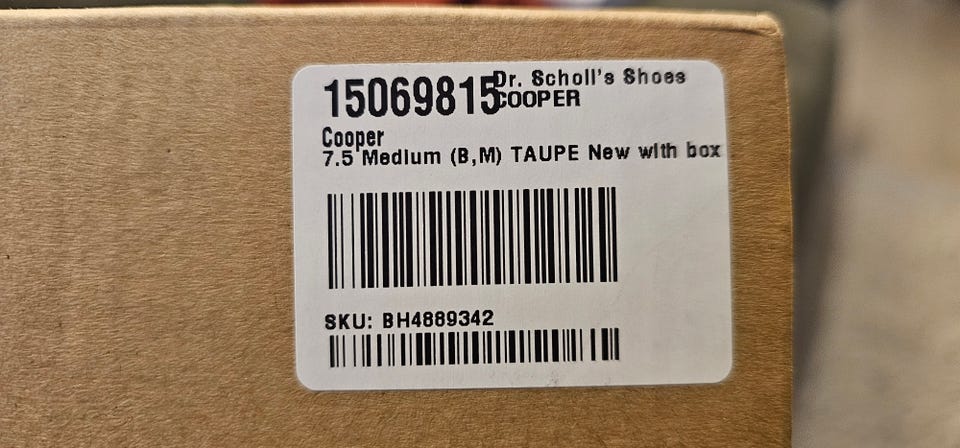 15069815 Dr. Scholl's Shoes
COOPER
Cooper
7.5 Medium (B,M) TAUPE New with box
SKU: BH4889342